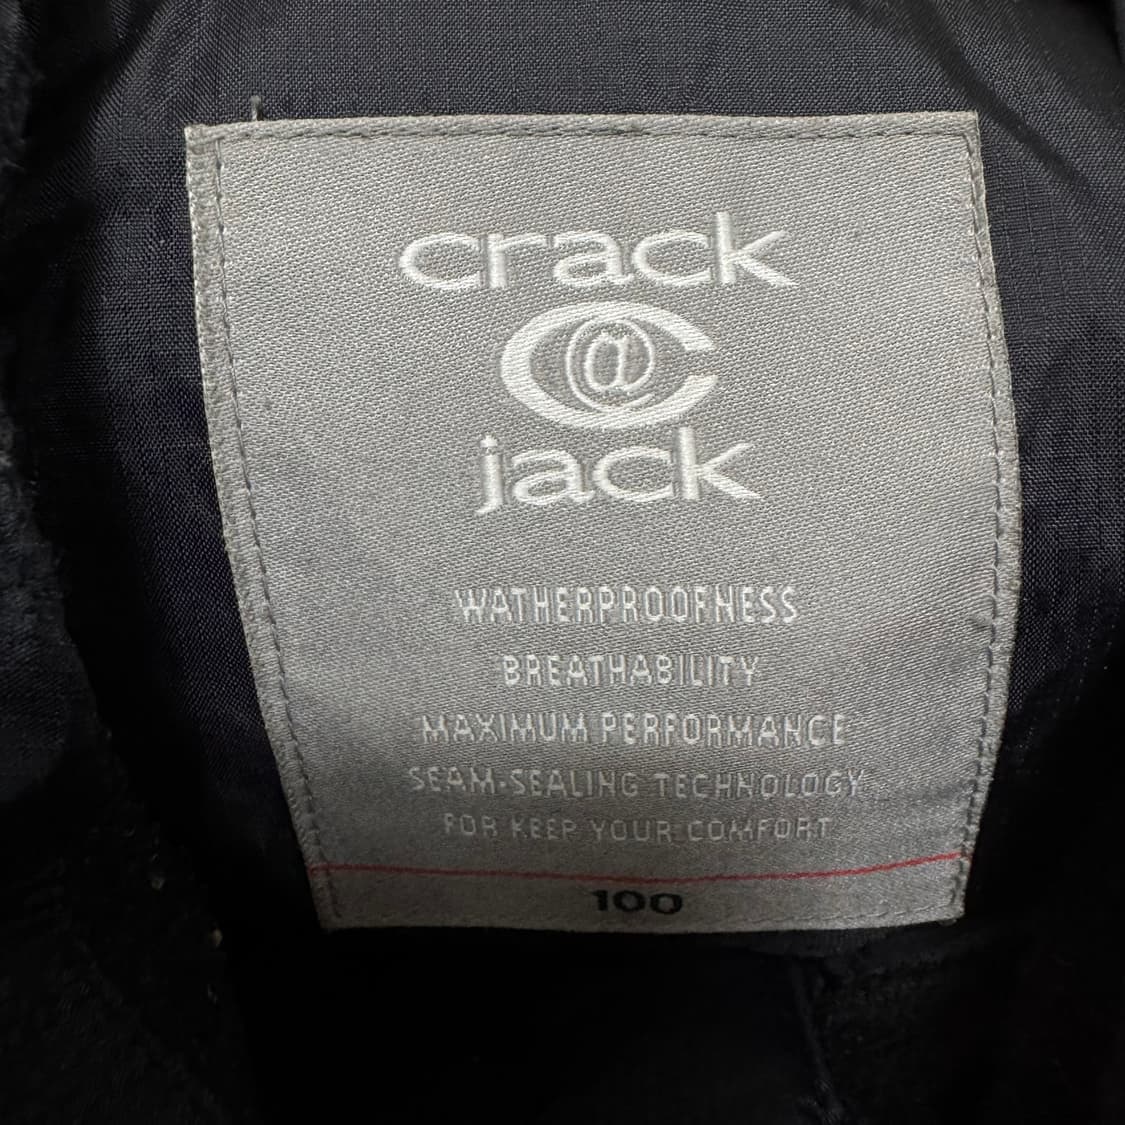 crack
@
jack
WATHERPROOFNESS
BREATHABILITY
MAXIMUM PERFORMANCE
SEAM-SEALING TECHNOLOGY
FOR KEEP YOUR COMFORT
100